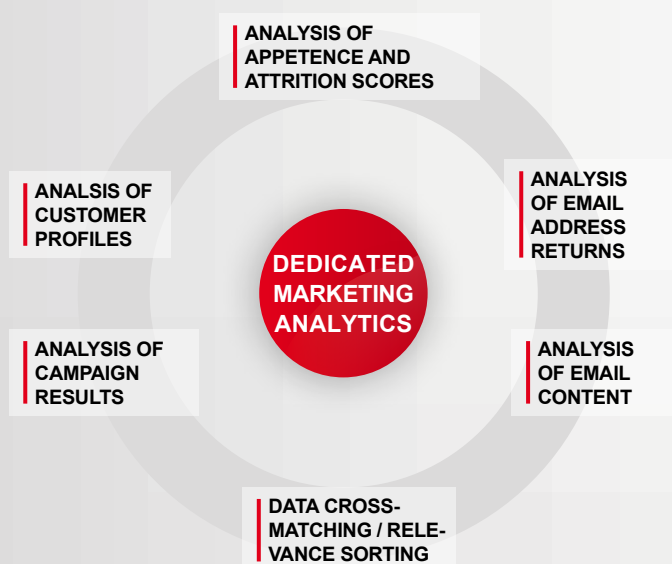 ANALYSIS OF
APPETENCE AND
ATTRITION SCORES
ANALSIS OF
CUSTOMER
PROFILES
ANALYSIS
OF EMAIL
ADDRESS
RETURNS
DEDICATED
MARKETING
ANALYTICS
ANALYSIS OF
CAMPAIGN
RESULTS
ANALYSIS
OF EMAIL
CONTENT
DATA CROSS-
MATCHING / RELE-
VANCE SORTING